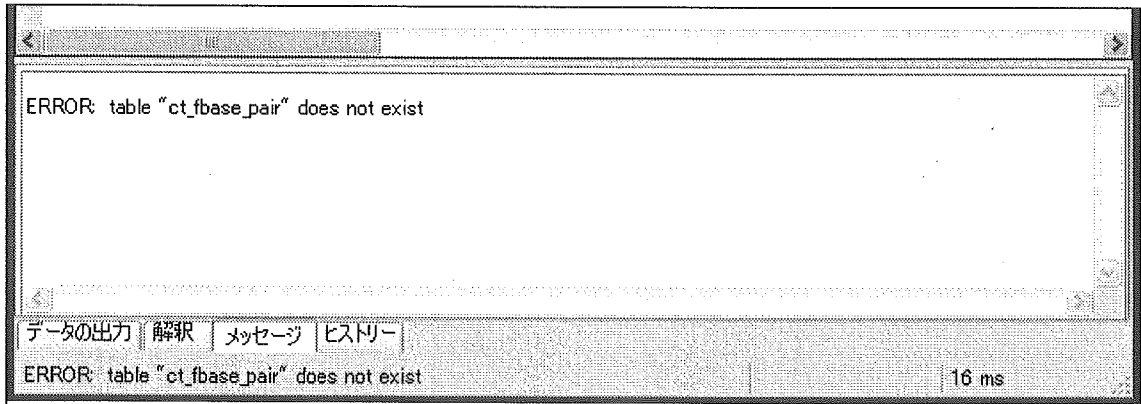 ERROR: table "ct_fbase_pair" does not exist
データの出力 解釈 メッセージ ヒストリー
ERROR: table "ct_fbase_pair" does not exist 16 ms